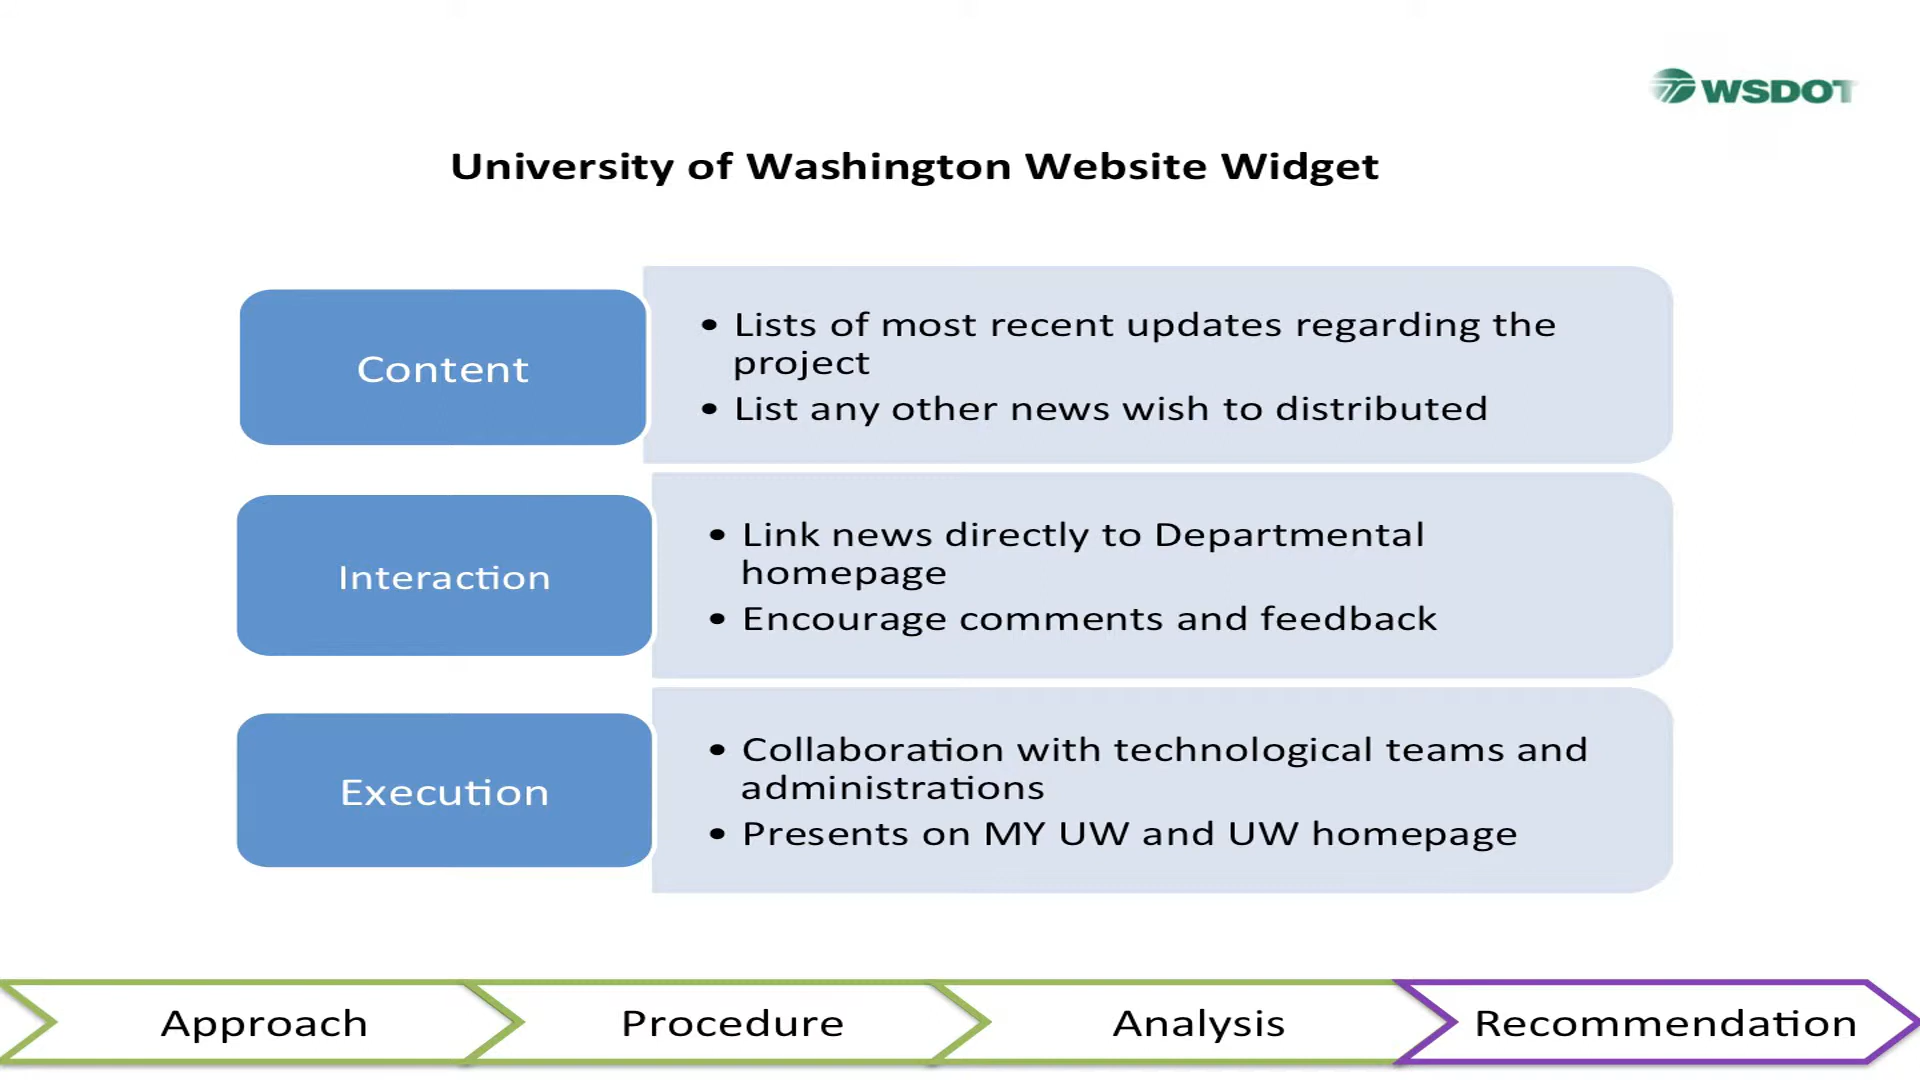 WSDOT
University of Washington Website Widget
Content
• Lists of most recent updates regarding the
project
• List any other news wish to distributed
Interaction
• Link news directly to Departmental
homepage
• Encourage comments and feedback
Execution
• Collaboration with technological teams and
administrations
• Presents on MY UW and UW homepage
Approach
Procedure
Analysis
Recommendation